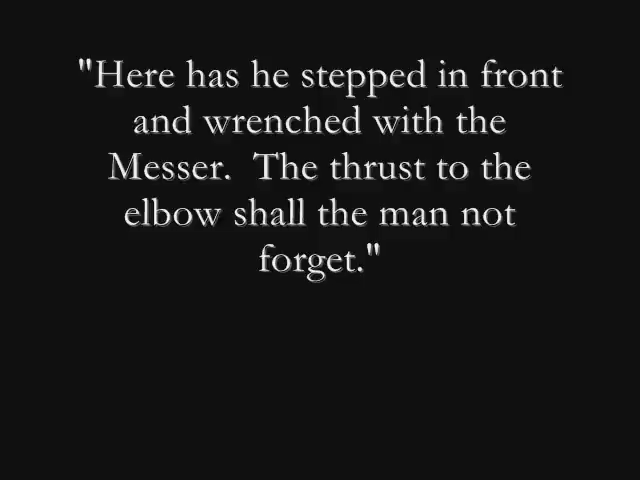 "Here has he stepped in front
and wrenched with the
Messer.  The thrust to the
elbow shall the man not
forget."